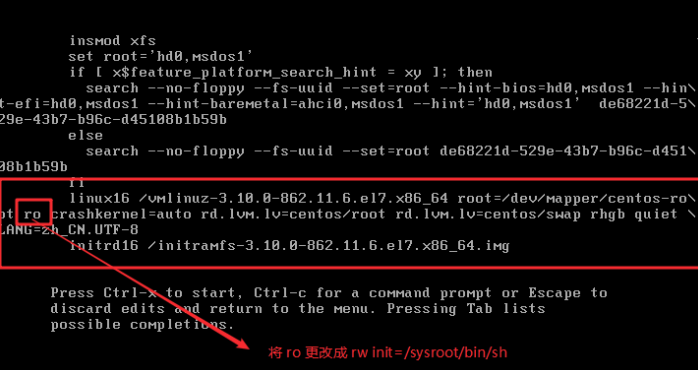 insmod xfs
set root='hd0,msdos1'
if [ x$feature_platform_search_hint = xy ]; then
search --no-floppy --fs-uuid --set=root --hint-bios=hd0,msdos1 --hin\
t-efi=hd0,msdos1 --hint-baremetal=ahci0,msdos1 --hint='hd0,msdos1'  de68221d-5\
29e-43b7-b96c-d45108b1b59b
else
search --no-floppy --fs-uuid --set=root de68221d-529e-43b7-b96c-d451\
08b1b59b
fi
linux16 /vmlinuz-3.10.0-862.11.6.el7.x86_64 root=/dev/mapper/centos-ro\
ot ro crashkernel=auto rd.lvm.lv=centos/root rd.lvm.lv=centos/swap rhgb quiet \
LANG=zh_CN.UTF-8
initrd16 /initramfs-3.10.0-862.11.6.el7.x86_64.img
Press Ctrl-x to start, Ctrl-c for a command prompt or Escape to
discard edits and return to the menu. Pressing Tab lists
possible completions.
将 ro 更改成 rw init=/sysroot/bin/sh